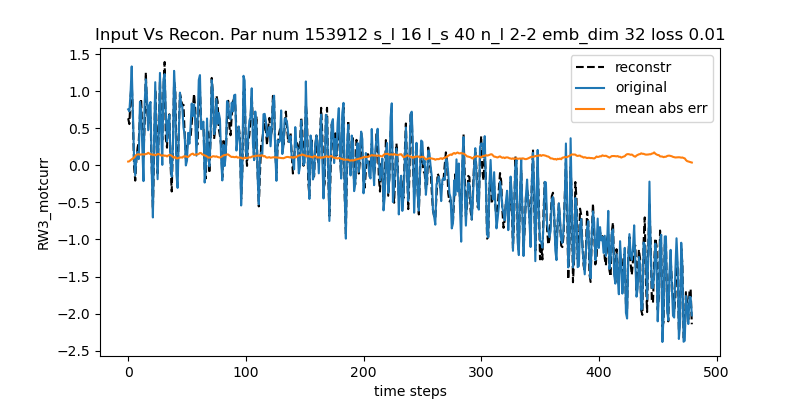 Input Vs Recon. Par num 153912 s_l 16 l_s 40 n_l 2-2 emb_dim 32 loss 0.01
reconstr
original
mean abs err
1.5
1.0
0.5
0.0
−0.5
−1.0
−1.5
−2.0
−2.5
RW3_motcurr
0
100
200
300
400
500
time steps